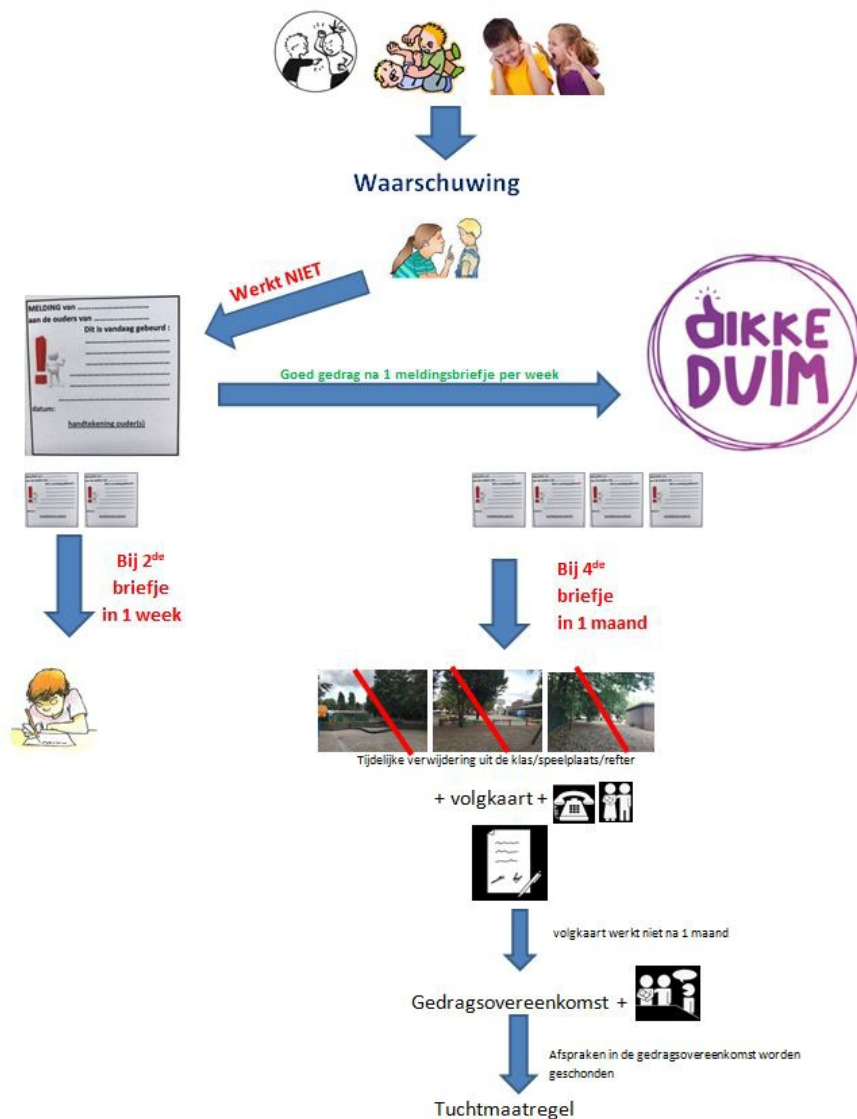 Waarschuwing
Werkt NIET
MELDING van
aan de ouders van
Dit is vandaag gebeurd :
datum:
handtekening ouder(s)
Goed gedrag na 1 meldingsbriefje per week
DIKKE
DUIM
Bij 2de
briefje
in 1 week
Bij 4de
briefje
in 1 maand
Tijdelijke verwijdering uit de klas/speelplaats/refter
+ volgkaart +
volgkaart werkt niet na 1 maand
Gedragsovereenkomst +
Afspraken in de gedragsovereenkomst worden
geschonden
Tuchtmaatregel